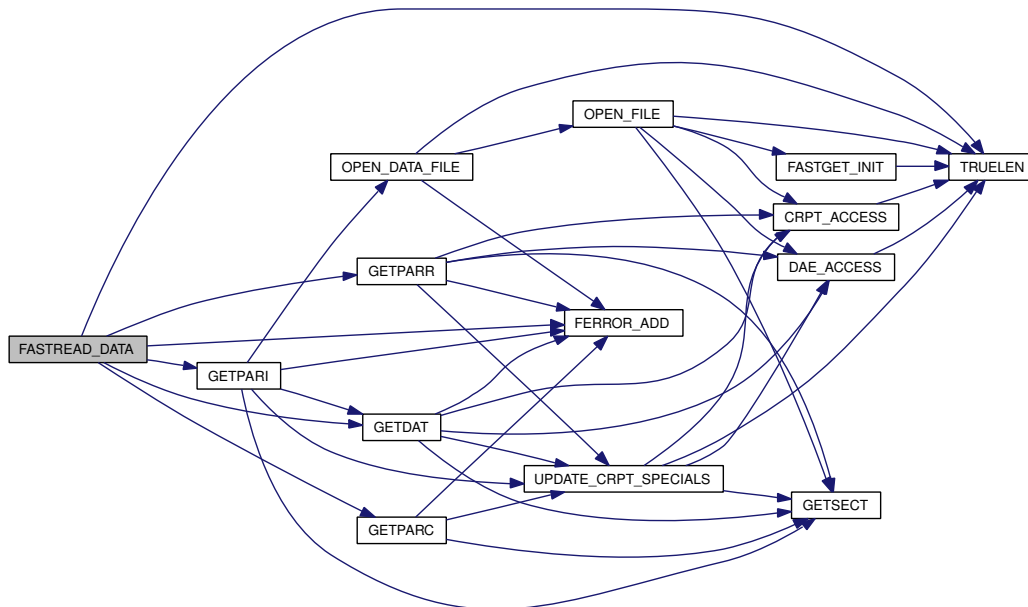 OPEN_FILE
OPEN_DATA_FILE
FASTGET_INIT
TRUELEN
CRPT_ACCESS
GETPARR
DAE_ACCESS
FERROR_ADD
FASTREAD_DATA
GETPARI
GETDAT
UPDATE_CRPT_SPECIALS
GETSECT
GETPARC